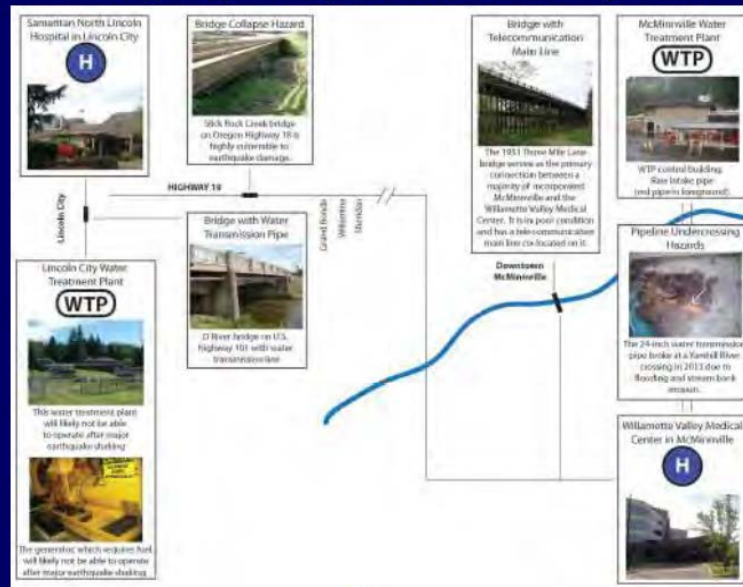 Samaritan North Lincoln
Hospital in Lincoln City
H
Bridge Collapse Hazard
Slick Rock Creek bridge
on Oregon Highway 18 is
highly vulnerable to
earthquake damage.
Bridge with
Telecommunication
Main Line
The 1951 Three Mile Lane
bridge serves as the primary
connection between a
majority of incorporated
McMinnville and the
Willamette Valley Medical
Center. It is in poor condition
and has a telecommunication
main line co-located on it.
McMinnville Water
Treatment Plant
WTP
WTP control building.
Raw intake pipe
(red pipe in foreground).
HIGHWAY 18
Lincoln City
Grand Ronde
Willamina
Sheridan
Bridge with Water
Transmission Pipe
D River bridge on U.S.
Highway 101 with water
transmission line
Lincoln City Water
Treatment Plant
WTP
This water treatment plant
will likely not be able
to operate after major
earthquake shaking
The generator which requires fuel,
will likely not be able to operate
after major earthquake shaking
Downtown
McMinnville
Pipeline Undercrossing
Hazards
The 24-inch water transmission
pipe broke at a Yamhill River
crossing in 2013 due to
flooding and stream bank
erosion.
Willamette Valley Medical
Center in McMinnville
H